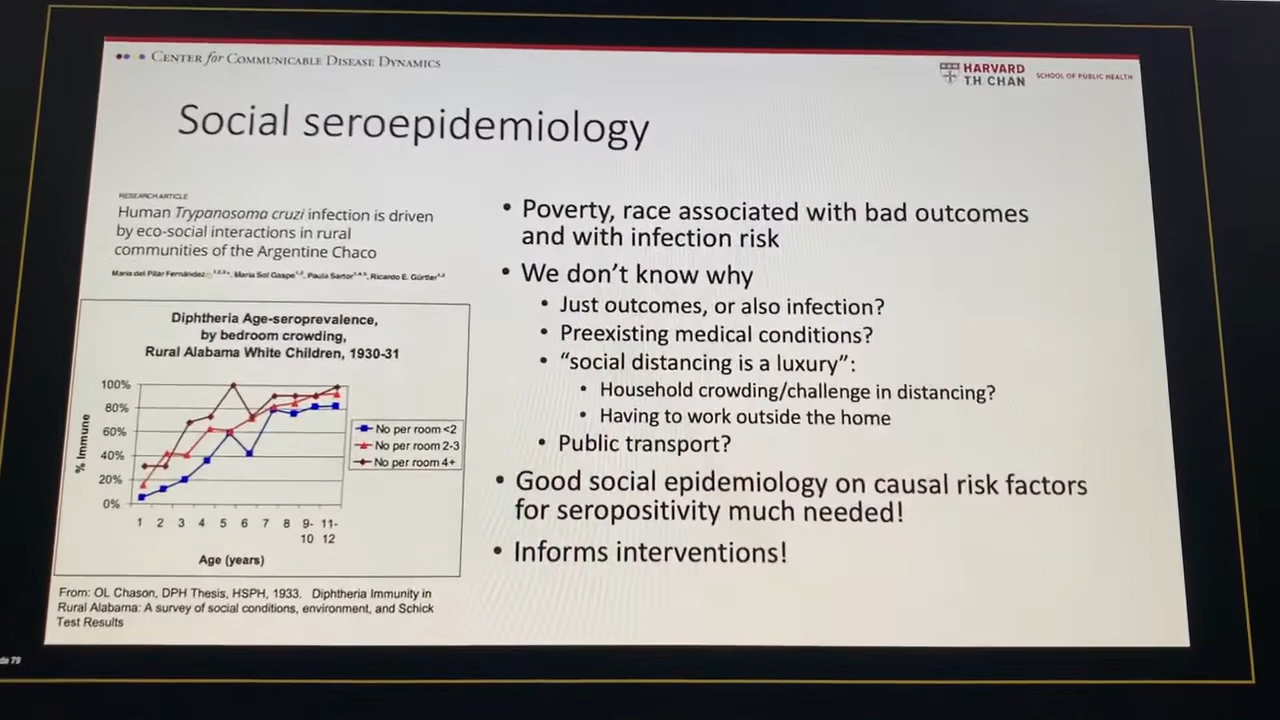 CENTER for COMMUNICABLE DISEASE DYNAMICS
HARVARD
T.H. CHAN
SCHOOL OF PUBLIC HEALTH
Social seroepidemiology
RESEARCH ARTICLE
Human Trypanosoma cruzi infection is driven
by eco-social interactions in rural
communities of the Argentine Chaco
María del Pilar Fernández, María Sol Gaspe, Paula Sartor, Ricardo E. Gürtler
Diphtheria Age-seroprevalence,
by bedroom crowding,
Rural Alabama White Children, 1930-31
100%
80%
60%
40%
20%
0%
% Immune
1 2 3 4 5 6 7 8 9- 11-
10 12
Age (years)
No per room <2
No per room 2-3
No per room 4+
From: OL Chason, DPH Thesis, HSPH, 1933. Diphtheria Immunity in
Rural Alabama: A survey of social conditions, environment, and Schick
Test Results
• Poverty, race associated with bad outcomes
and with infection risk
• We don't know why
• Just outcomes, or also infection?
• Preexisting medical conditions?
• “social distancing is a luxury”:
• Household crowding/challenge in distancing?
• Having to work outside the home
• Public transport?
• Good social epidemiology on causal risk factors
for seropositivity much needed!
• Informs interventions!
79